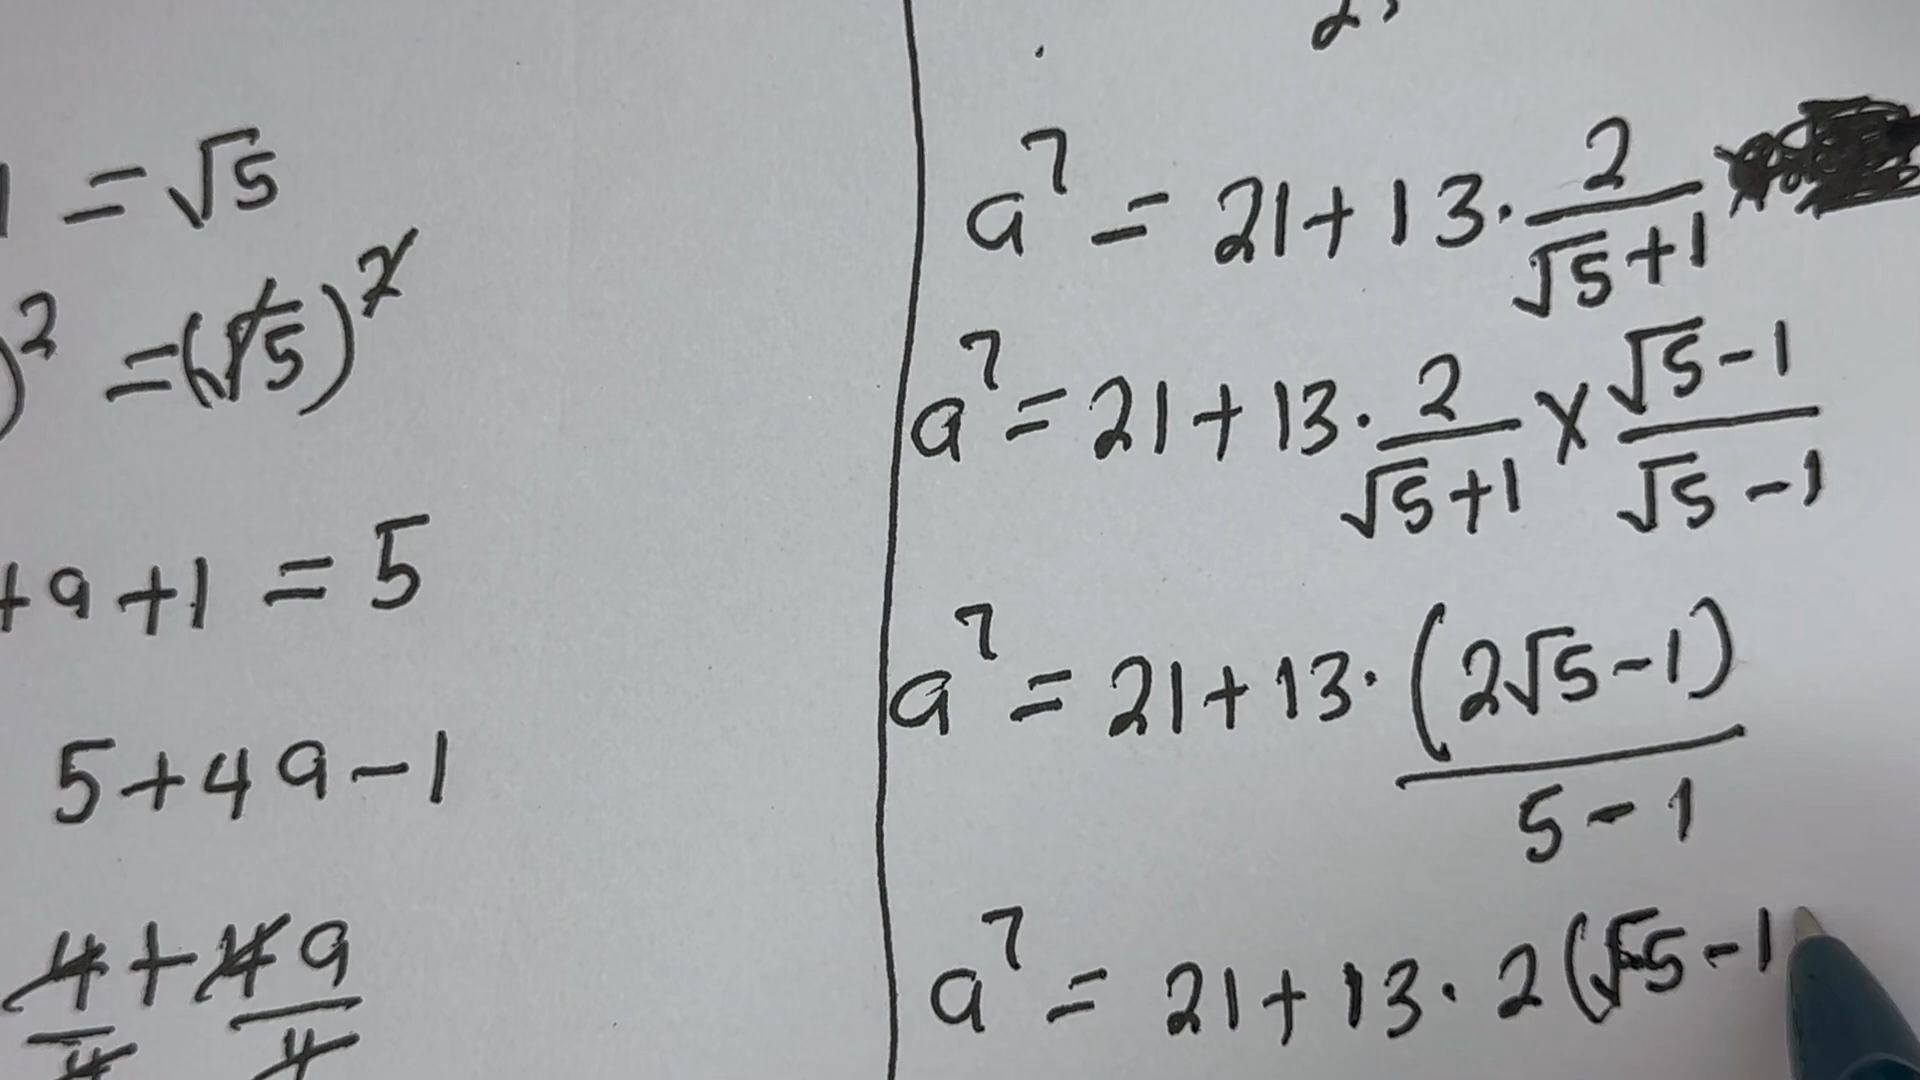 1 = √5
)² = (√5)²
+a+1 = 5
5+4a-1
4/4 + 4a/4
2,
a⁷ = 21+13·2/(√5+1)
a⁷ = 21+13·2/(√5+1) × (√5-1)/(√5-1)
a⁷ = 21+13·(2√5-1)/(5-1)
a⁷ = 21+13·2(√5-1